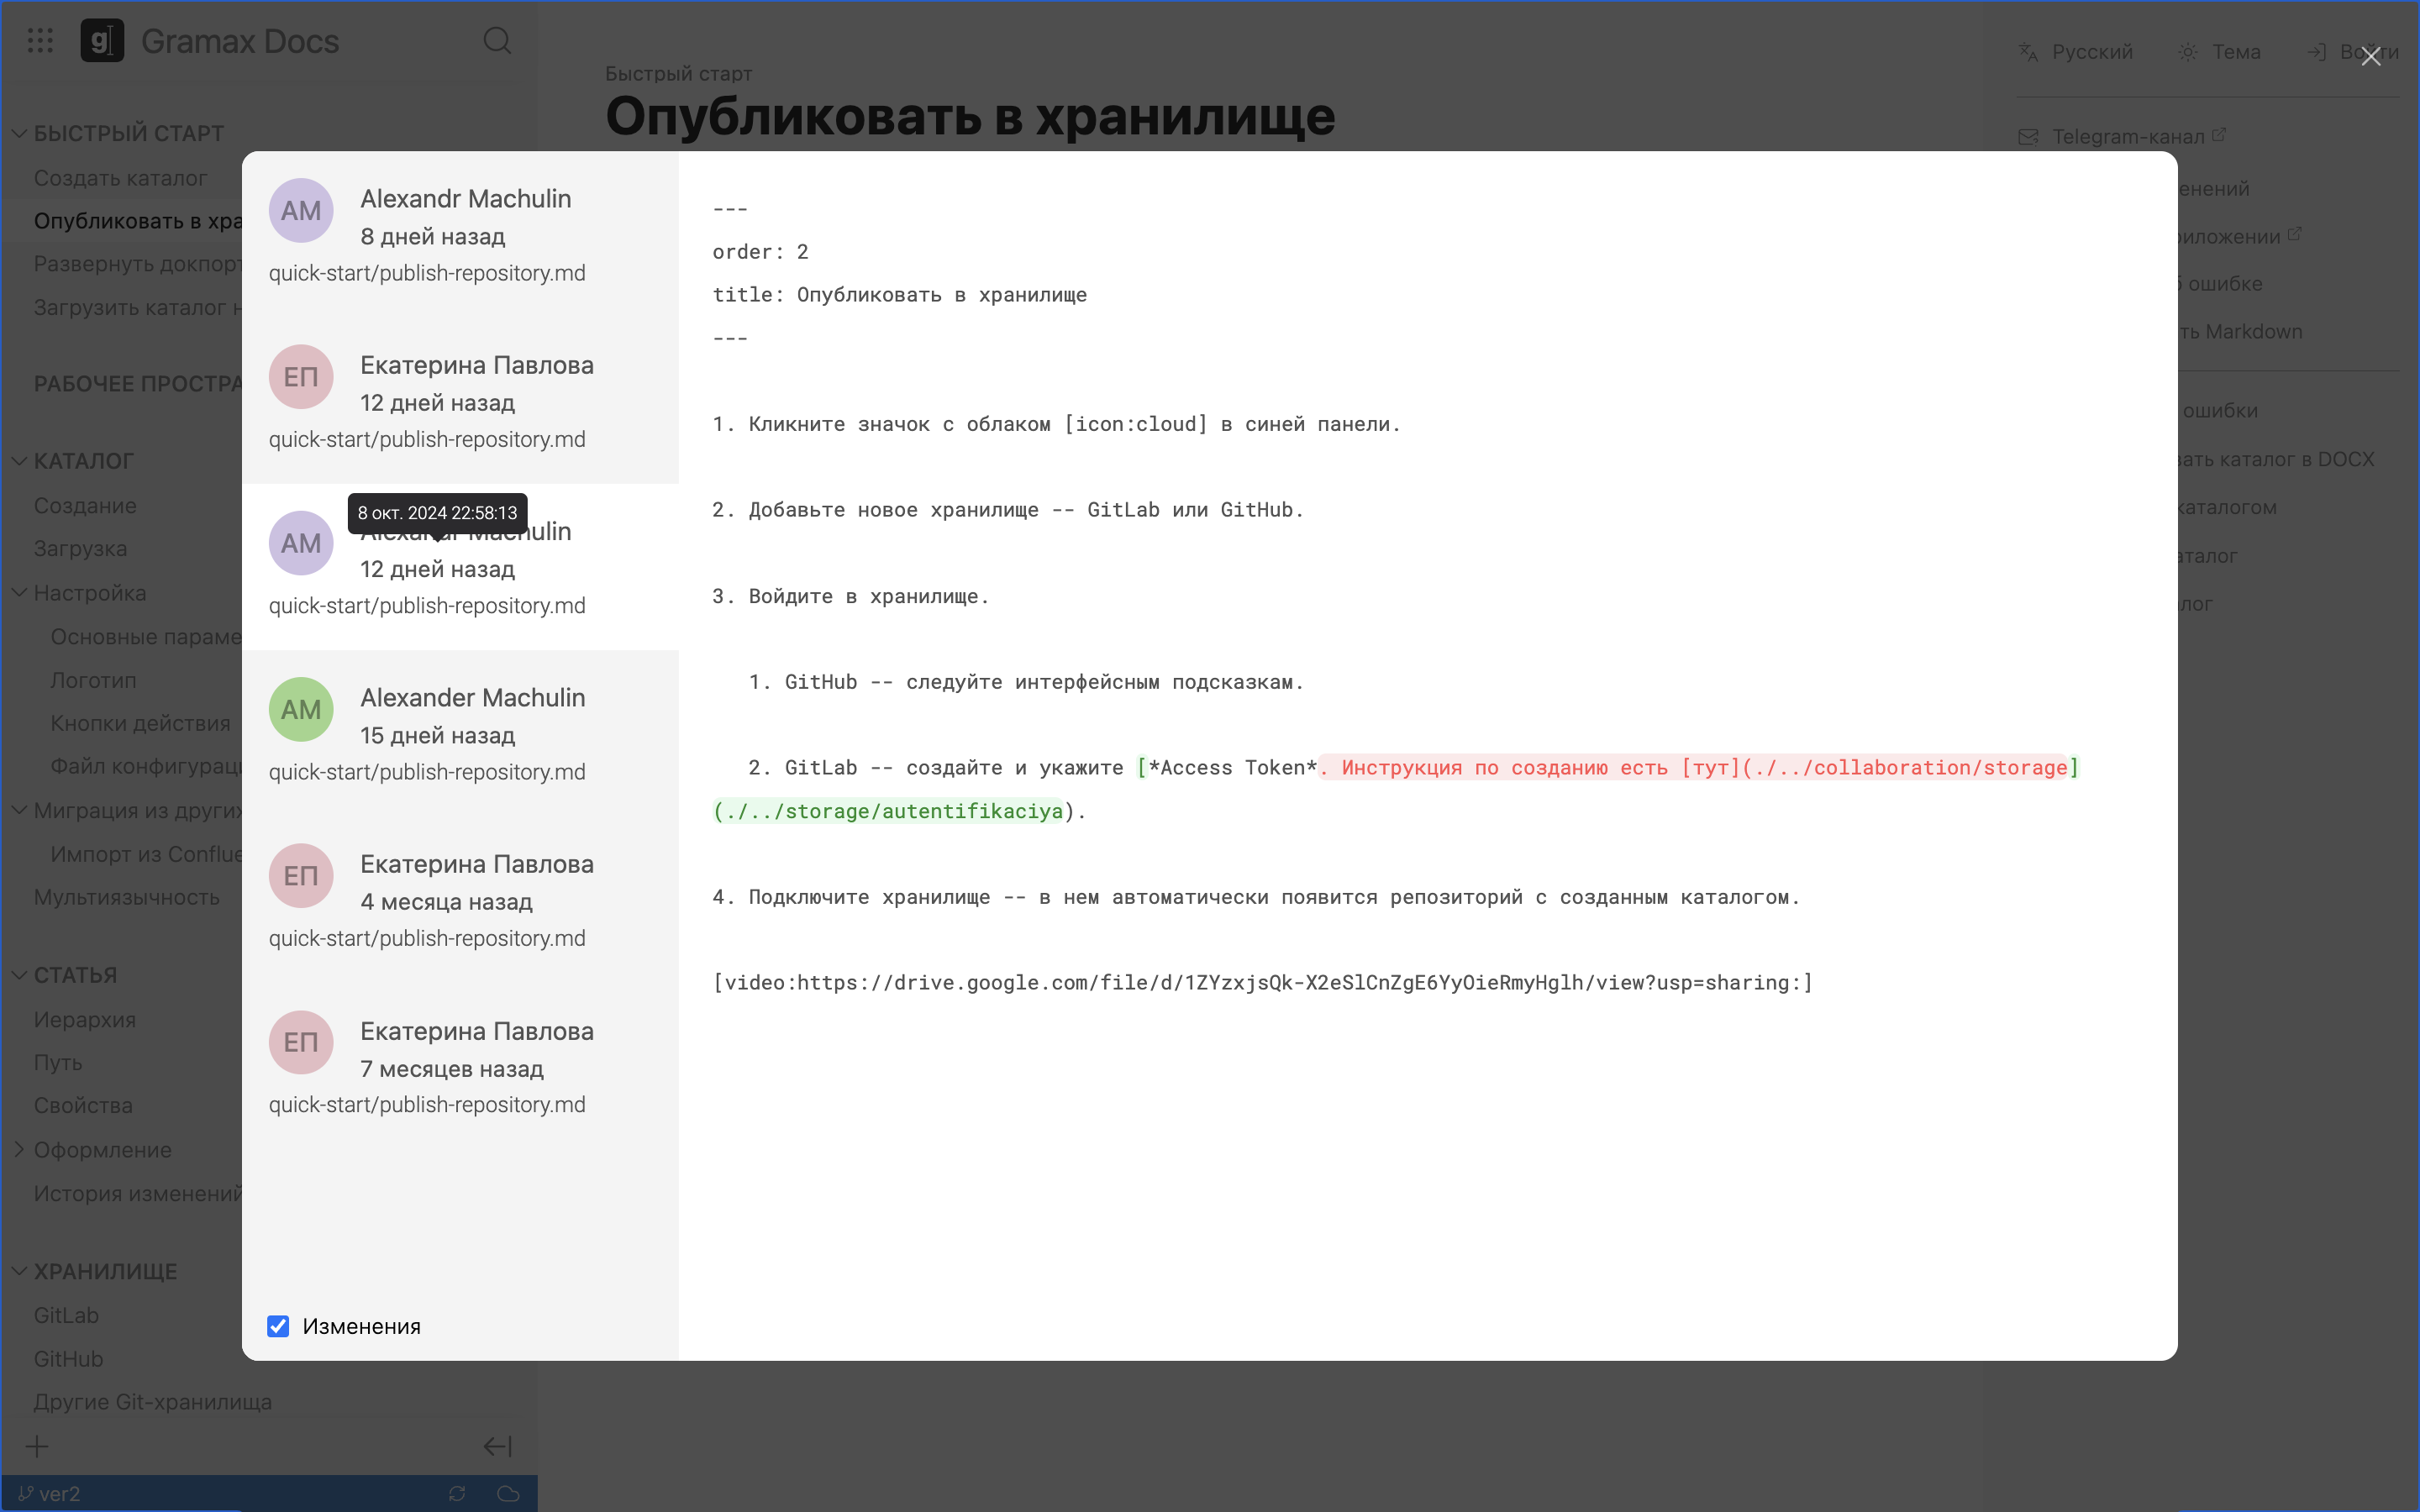 Gramax Docs
БЫСТРЫЙ СТАРТ
Создать каталог
Опубликовать в хра
Развернуть докпорт
Загрузить каталог
РАБОЧЕЕ ПРОСТРА
КАТАЛОГ
Создание
Загрузка
Настройка
Основные параме
Логотип
Кнопки действия
Файл конфигурац
Миграция из других
Импорт из Conflue
Мультиязычность
СТАТЬЯ
Иерархия
Путь
Свойства
Оформление
История изменений
ХРАНИЛИЩЕ
GitLab
GitHub
Другие Git-хранилища
ver2
Быстрый старт
Опубликовать в хранилище
AM
Alexandr Machulin
8 дней назад
quick-start/publish-repository.md
ЕП
Екатерина Павлова
12 дней назад
quick-start/publish-repository.md
8 окт. 2024 22:58:13
AM
Alexandr Machulin
12 дней назад
quick-start/publish-repository.md
AM
Alexander Machulin
15 дней назад
quick-start/publish-repository.md
ЕП
Екатерина Павлова
4 месяца назад
quick-start/publish-repository.md
ЕП
Екатерина Павлова
7 месяцев назад
quick-start/publish-repository.md
Изменения
---
order: 2
title: Опубликовать в хранилище
---
1. Кликните значок с облаком [icon:cloud] в синей панели.
2. Добавьте новое хранилище -- GitLab или GitHub.
3. Войдите в хранилище.
1. GitHub -- следуйте интерфейсным подсказкам.
2. GitLab -- создайте и укажите [*Access Token*. Инструкция по созданию есть [тут](./../collaboration/storage]
(./../storage/autentifikaciya).
4. Подключите хранилище -- в нем автоматически появится репозиторий с созданным каталогом.
[video:https://drive.google.com/file/d/1ZYzxjsQk-X2eSlCnZgE6YyOieRmyHglh/view?usp=sharing:]
Русский Тема Войти
Telegram-канал
енений
риложении
б ошибке
ть Markdown
ошибки
зать каталог в DOCX
каталогом
аталог
лог